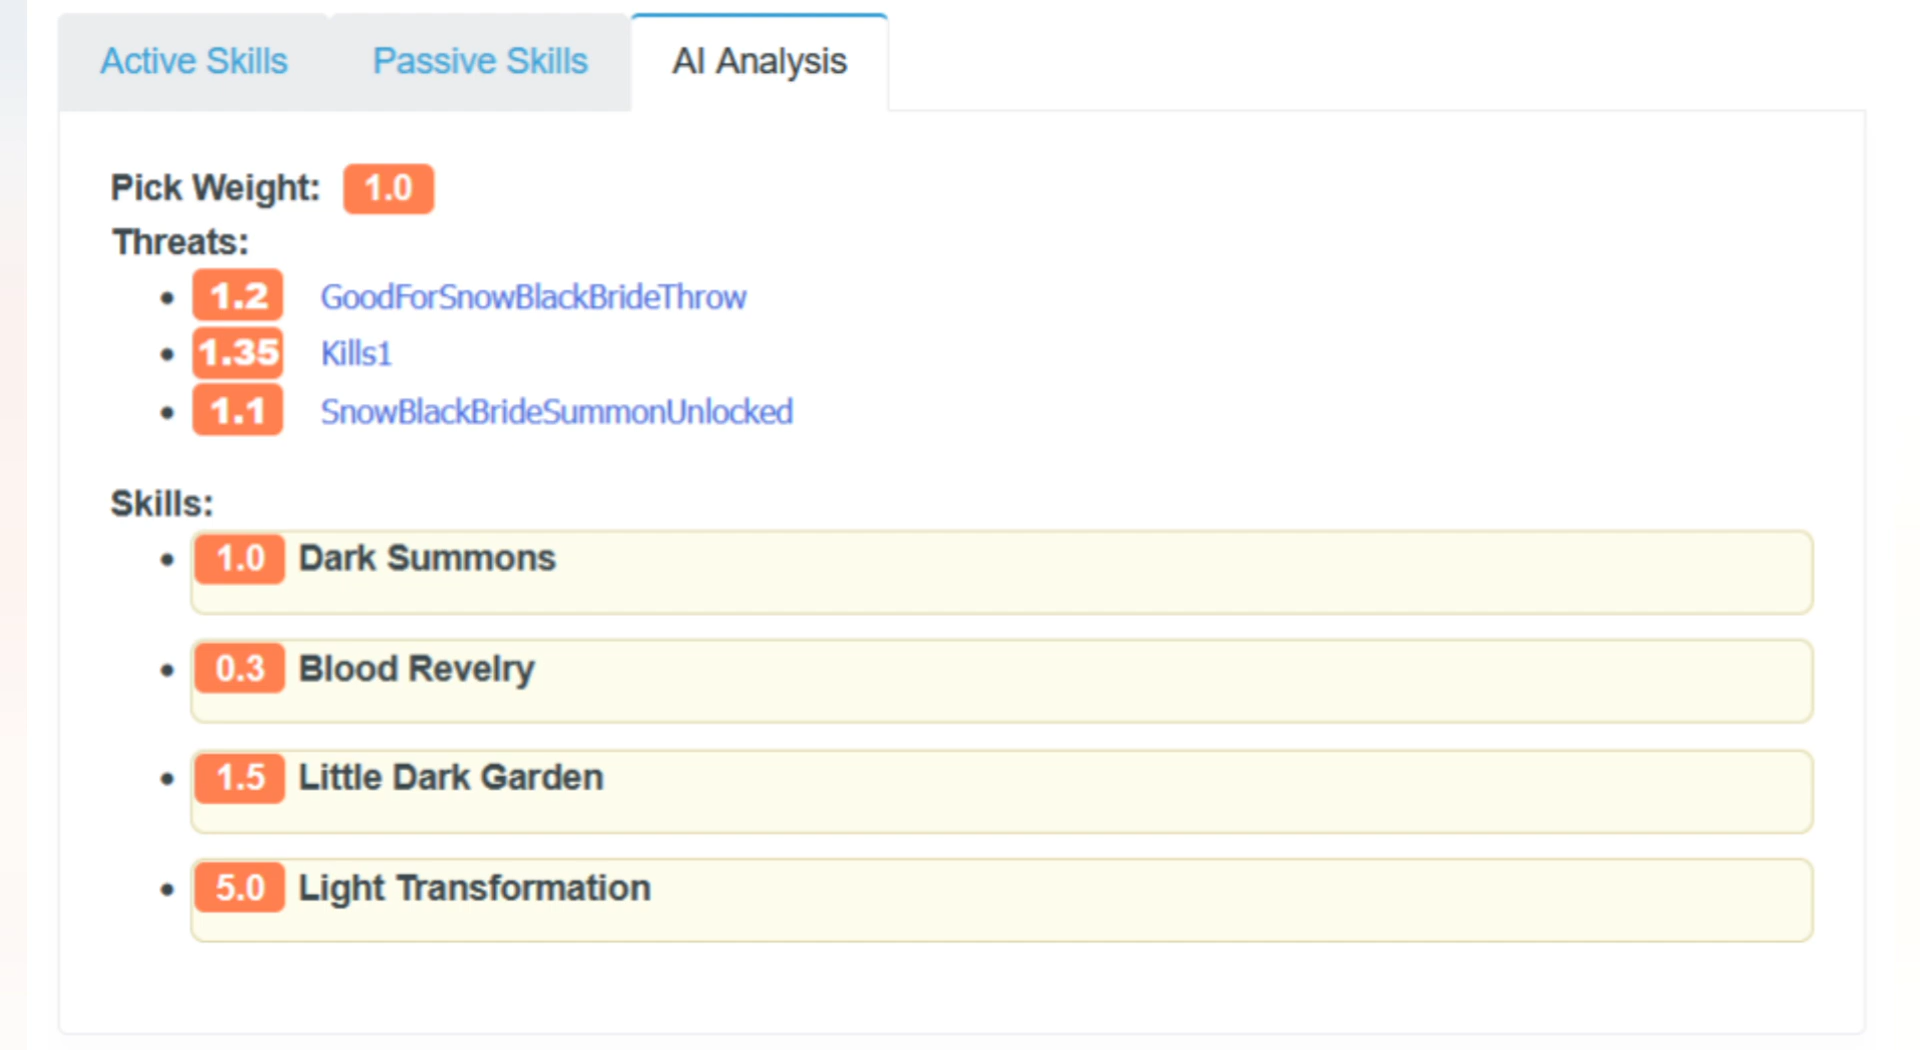 Active Skills Passive Skills AI Analysis
Pick Weight: 1.0
Threats:
1.2 GoodForSnowBlackBrideThrow
1.35 Kills1
1.1 SnowBlackBrideSummonUnlocked
Skills:
1.0 Dark Summons
0.3 Blood Revelry
1.5 Little Dark Garden
5.0 Light Transformation